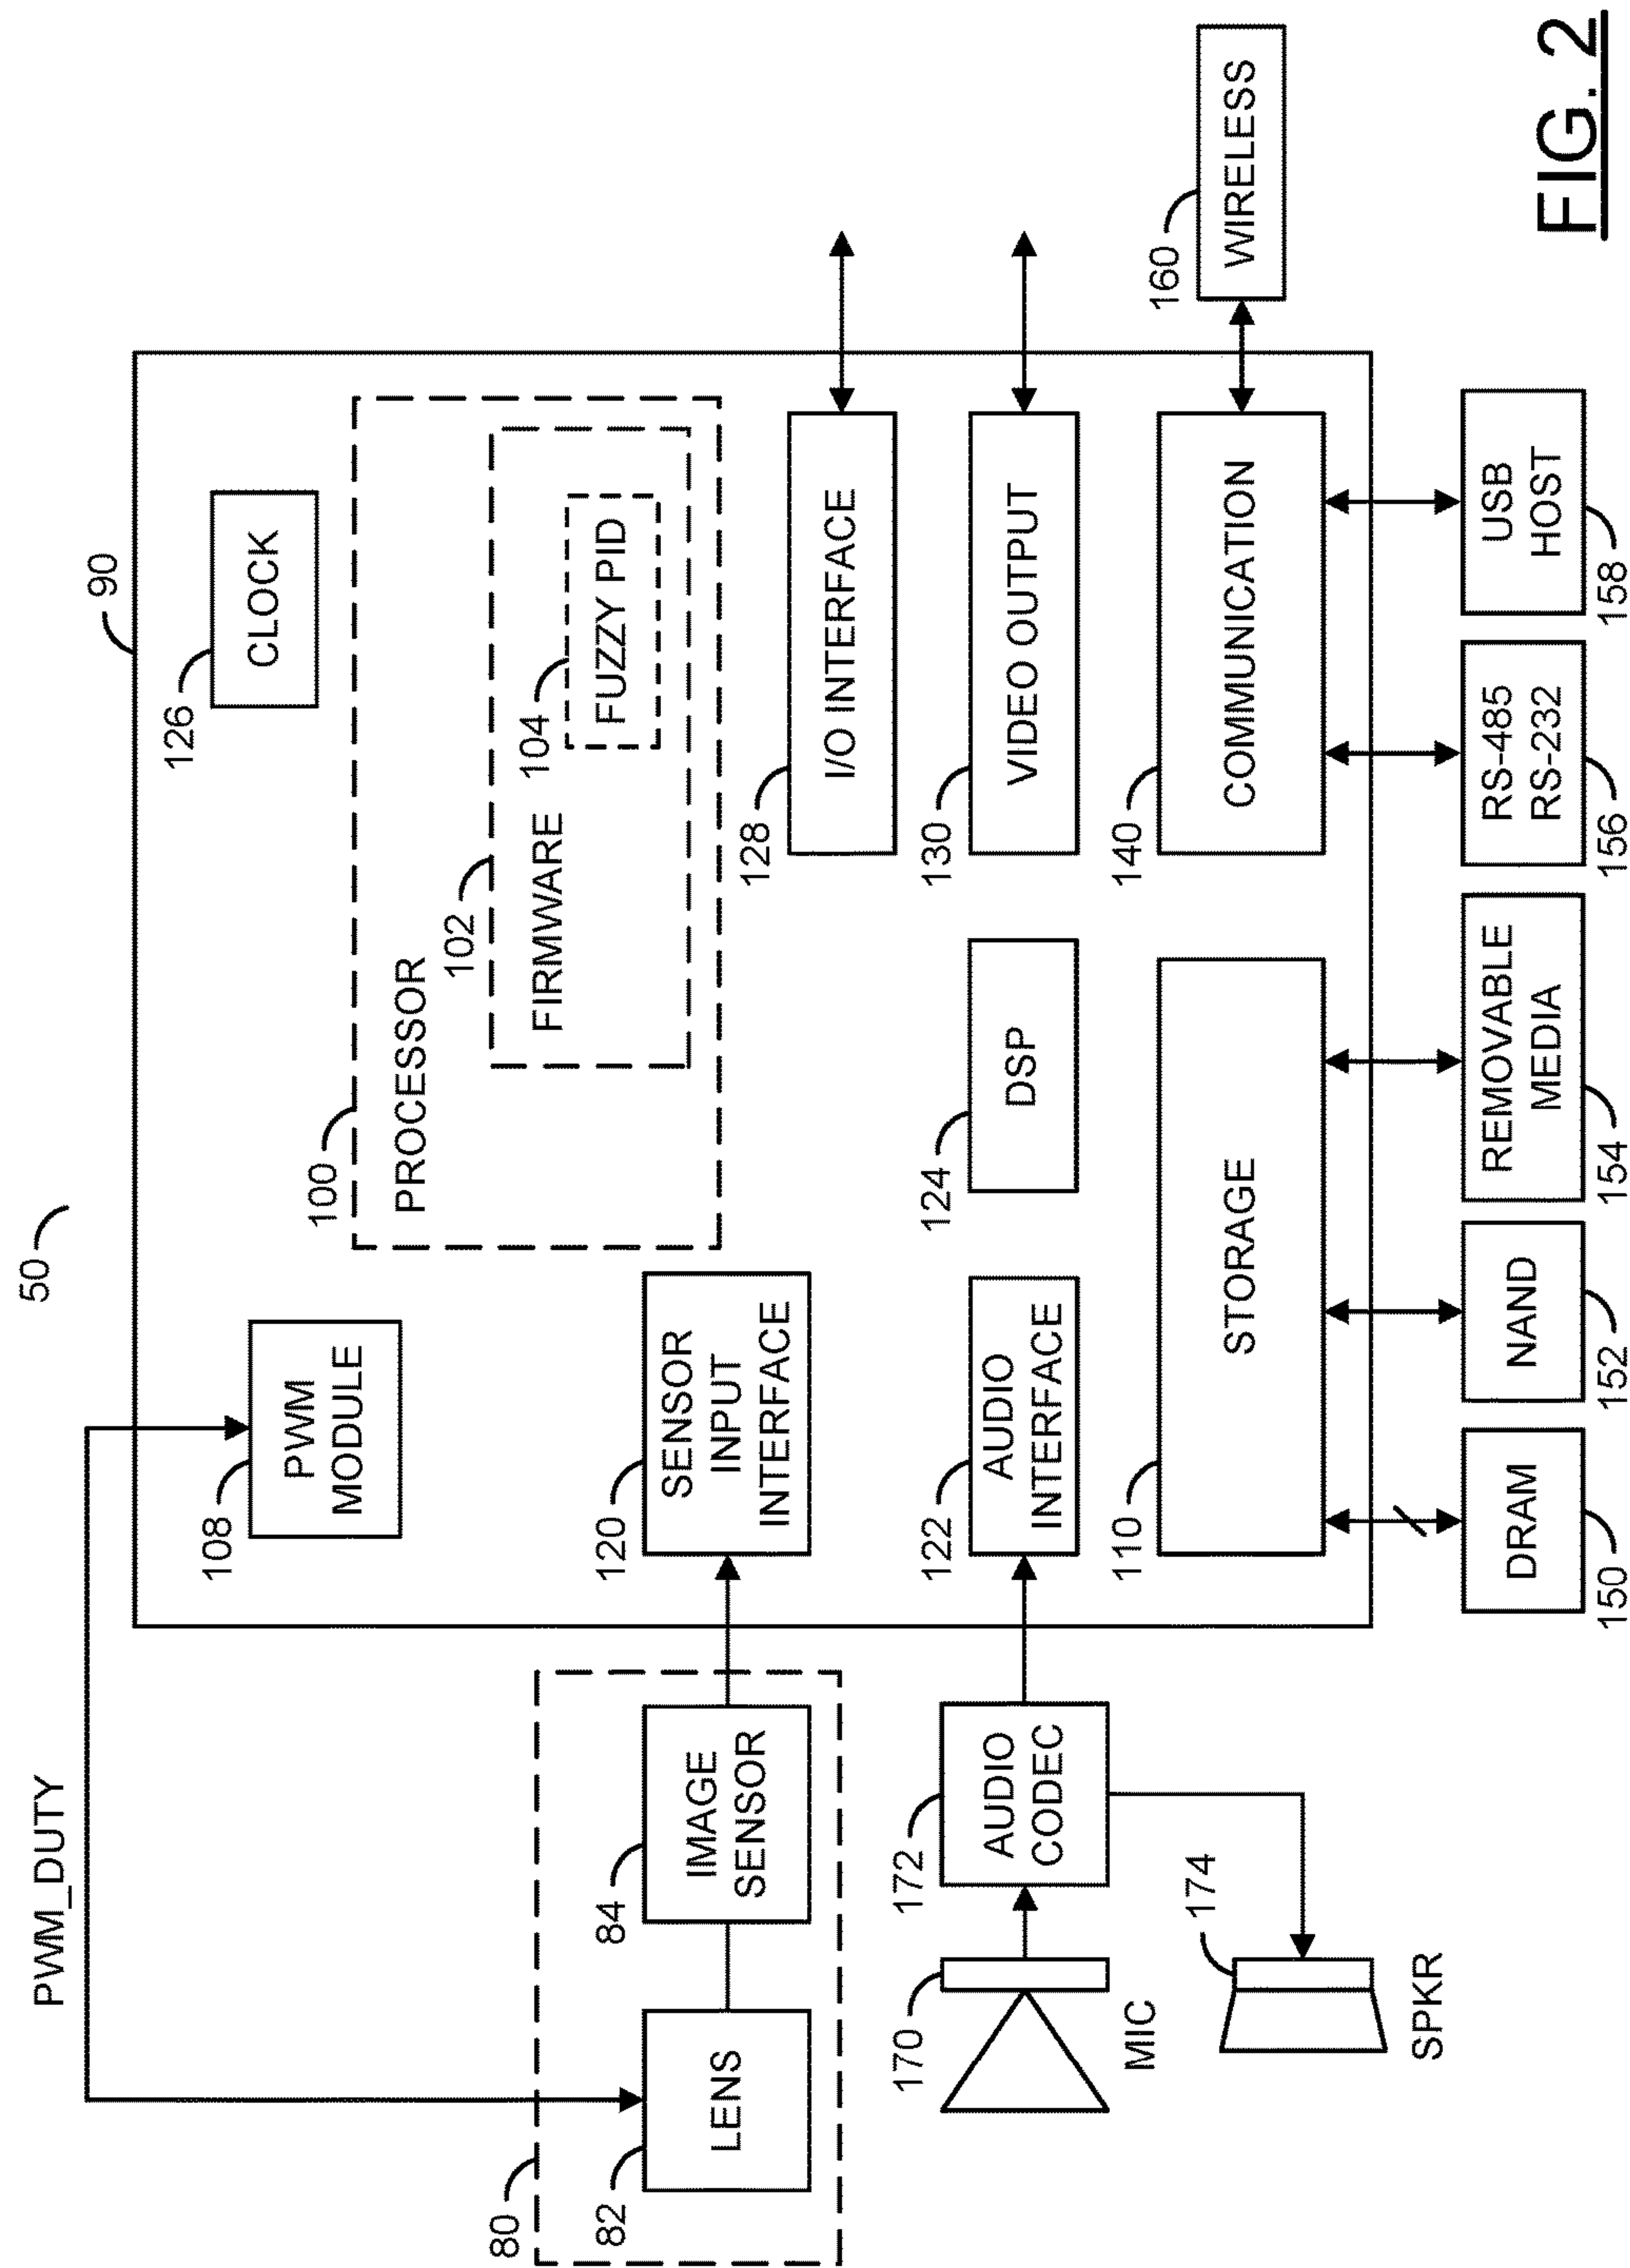 50
PWM_DUTY
90
108
PWM
MODULE
126
CLOCK
100
PROCESSOR
102
FIRMWARE
104
FUZZY PID
80
82
LENS
84
IMAGE
SENSOR
120
SENSOR
INPUT
INTERFACE
128
I/O INTERFACE
170
MIC
172
AUDIO
CODEC
122
AUDIO
INTERFACE
124
DSP
130
VIDEO OUTPUT
174
SPKR
110
STORAGE
140
COMMUNICATION
160
WIRELESS
DRAM
150
NAND
152
REMOVABLE
MEDIA
154
RS-485
RS-232
156
USB
HOST
158
FIG. 2